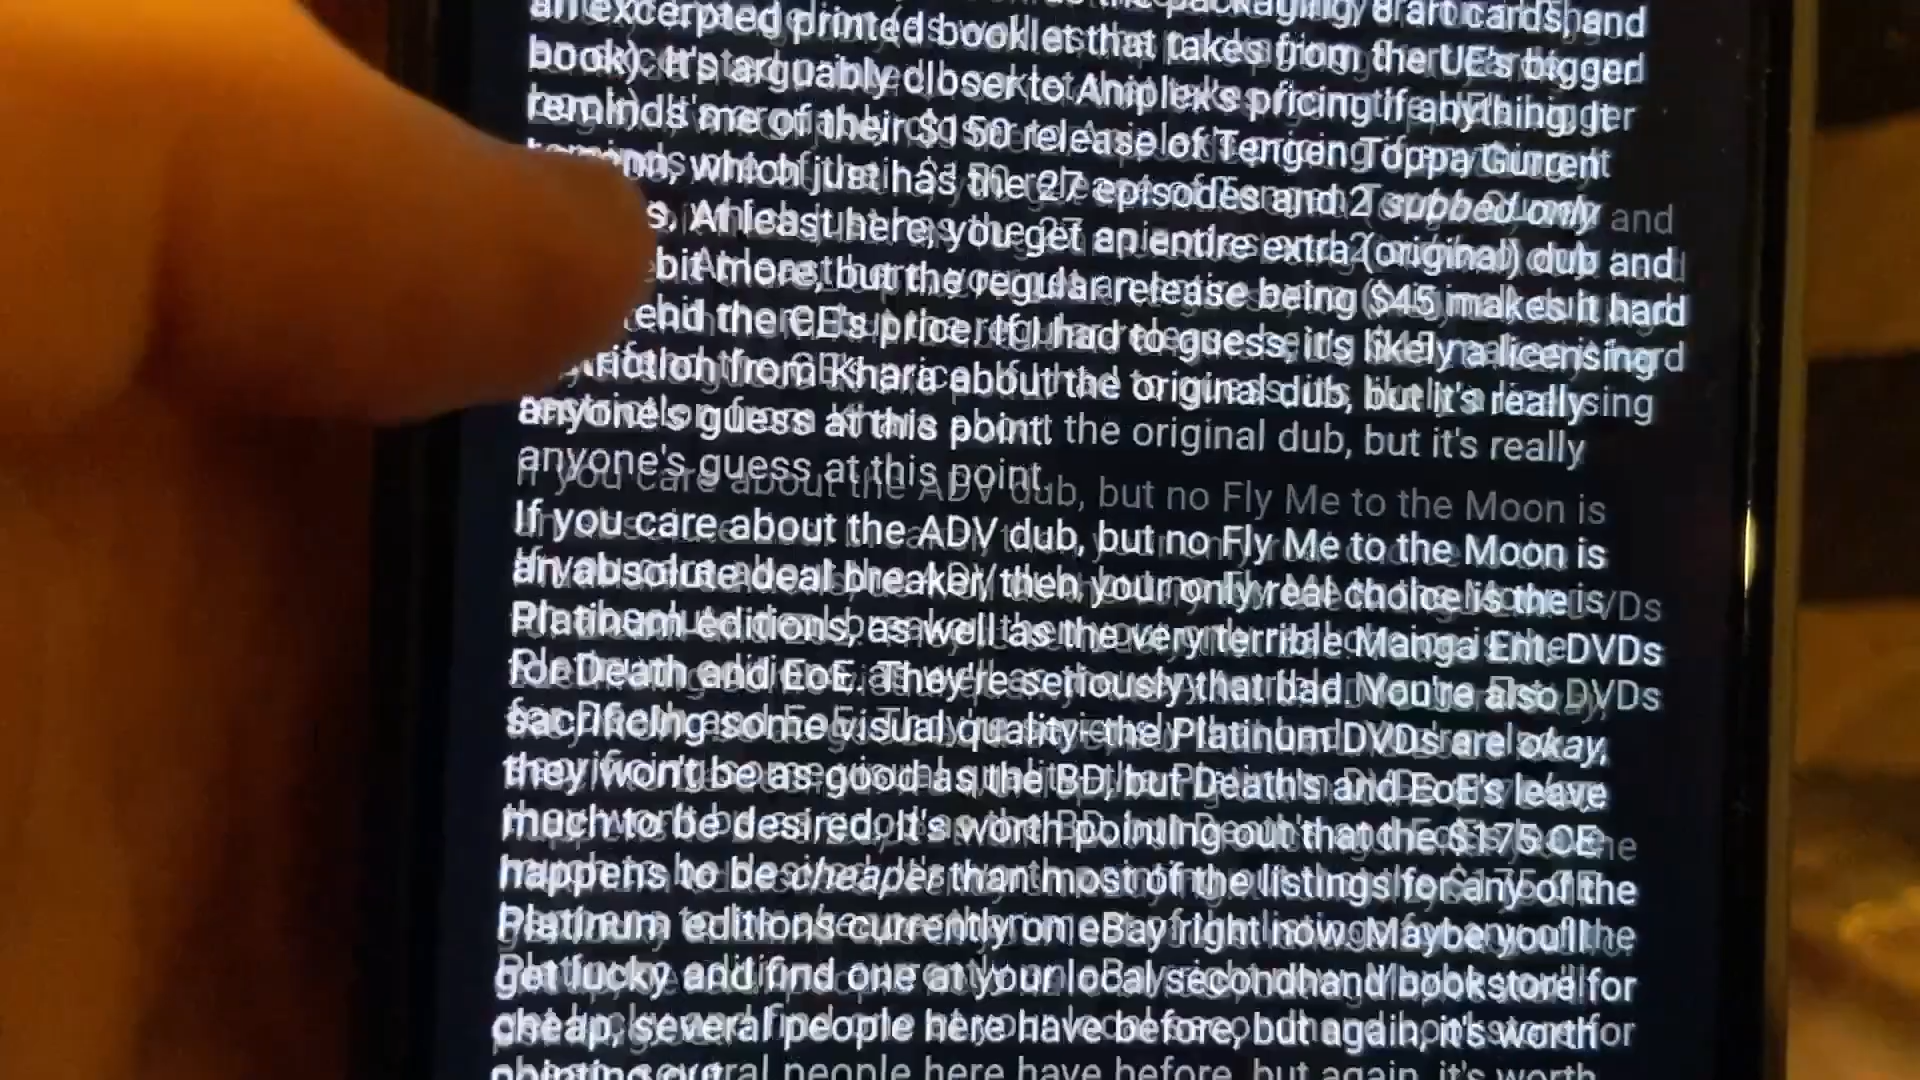 an excerpted printed booklet that takes from the UE's bigger
book). It's arguably closer to Aniplex's pricing if anything. It
reminds me of their $150 release of Tengen Toppa Gurren
which just has the 27 episodes and 2 subbed only
At least here, you get an entire extra (original) dub and
bit more, but the regular release being $45 makes it hard
the CE's price. If I had to guess, it's likely a licensing
from Khara about the original dub, but it's really
anyone's guess at this point.
If you care about the ADV dub, but no Fly Me to the Moon is
an absolute deal breaker, then your only real choice is the
Platinum editions, as well as the very terrible Manga Ent. DVDs
for Death and EoE. They're seriously that bad. You're also
sacrificing some visual quality- the Platinum DVDs are okay,
they won't be as good as the BD, but Death's and EoE's leave
much to be desired. It's worth pointing out that the $175 CE
happens to be cheaper than most of the listings for any of the
Platinum editions currently on eBay right now. Maybe you'll
get lucky and find one at your local secondhand bookstore for
cheap, several people here have before, but again, it's worth
pointing out